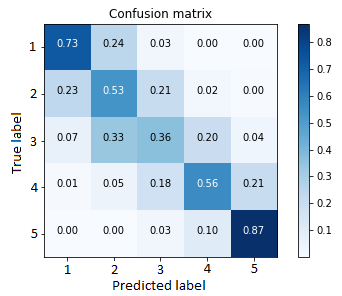 Confusion matrix
True label
1 0.73 0.24 0.03 0.00 0.00
2 0.23 0.53 0.21 0.02 0.00
3 0.07 0.33 0.36 0.20 0.04
4 0.01 0.05 0.18 0.56 0.21
5 0.00 0.00 0.03 0.10 0.87
1 2 3 4 5
Predicted label
0.8
0.7
0.6
0.5
0.4
0.3
0.2
0.1